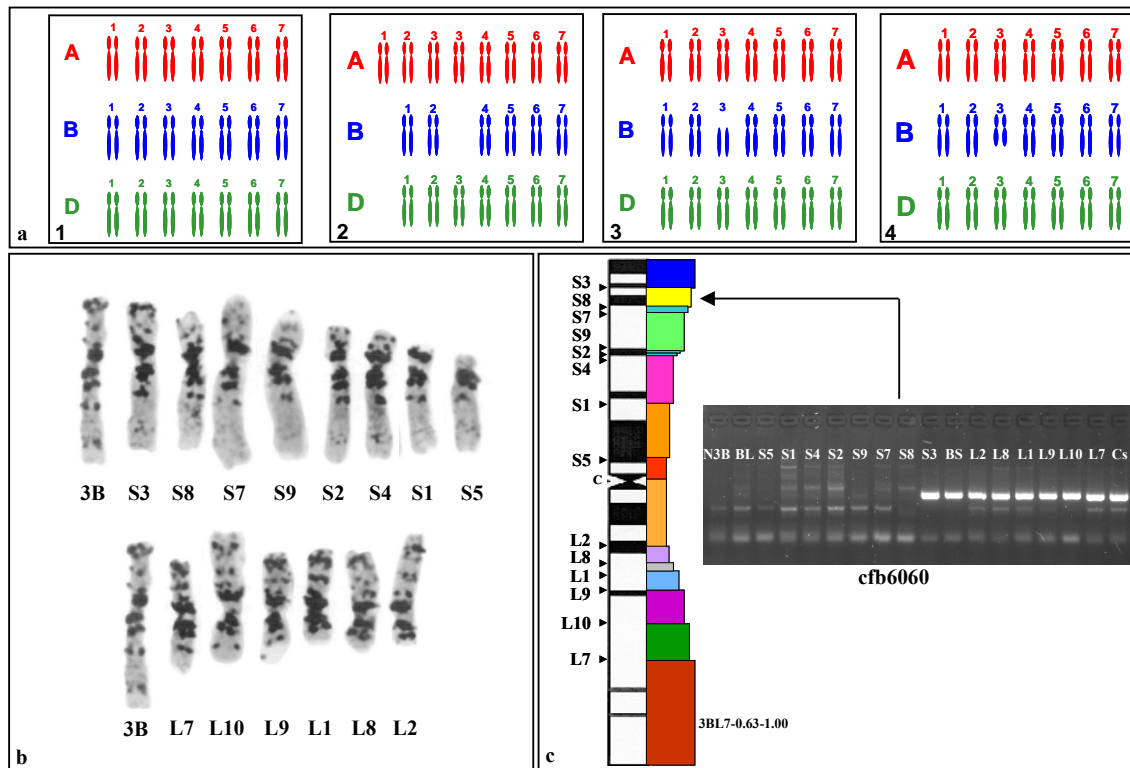 1 2 3 4 5 6 7
A
1 2 3 4 5 6 7
B
1 2 3 4 5 6 7
D
a
1
1 2 3 3 4 5 6 7
A
1 2 4 5 6 7
B
1 2 3 4 5 6 7
D
2
1 2 3 4 5 6 7
A
1 2 3 4 5 6 7
B
1 2 3 4 5 6 7
D
3
1 2 3 4 5 6 7
A
1 2 3 4 5 6 7
B
1 2 3 4 5 6 7
D
4
3B S3 S8 S7 S9 S2 S4 S1 S5
3B L7 L10 L9 L1 L8 L2
b
S3
S8
S7
S9
S2
S4
S1
S5
C
L2
L8
L1
L9
L10
L7
3BL7-0.63-1.00
N3B BL S5 S1 S4 S2 S9 S7 S8 S3 BS L2 L8 L1 L9 L10 L7 Cs
cfb6060
c